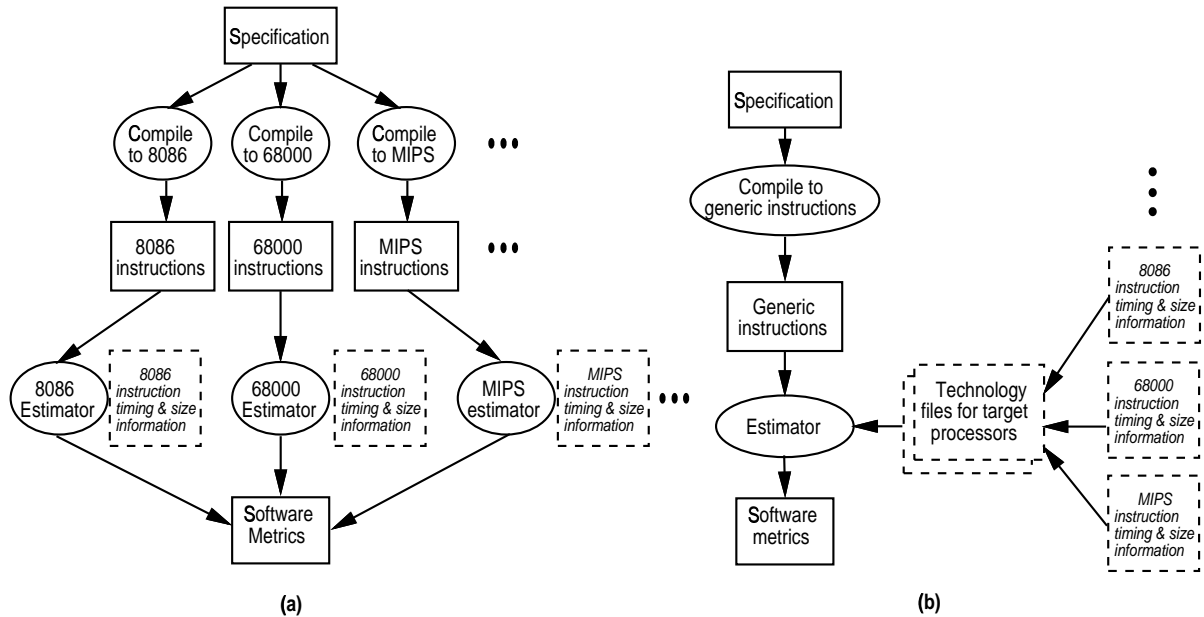 Specification
Compile
to 8086
Compile
to 68000
Compile
to MIPS
8086
instructions
68000
instructions
MIPS
instructions
8086
Estimator
8086
instruction
timing & size
information
68000
Estimator
68000
instruction
timing & size
information
MIPS
estimator
MIPS
instruction
timing & size
information
Software
Metrics
(a)
Specification
Compile to
generic instructions
Generic
instructions
Estimator
Software
metrics
Technology
files for target
processors
8086
instruction
timing & size
information
68000
instruction
timing & size
information
MIPS
instruction
timing & size
information
(b)